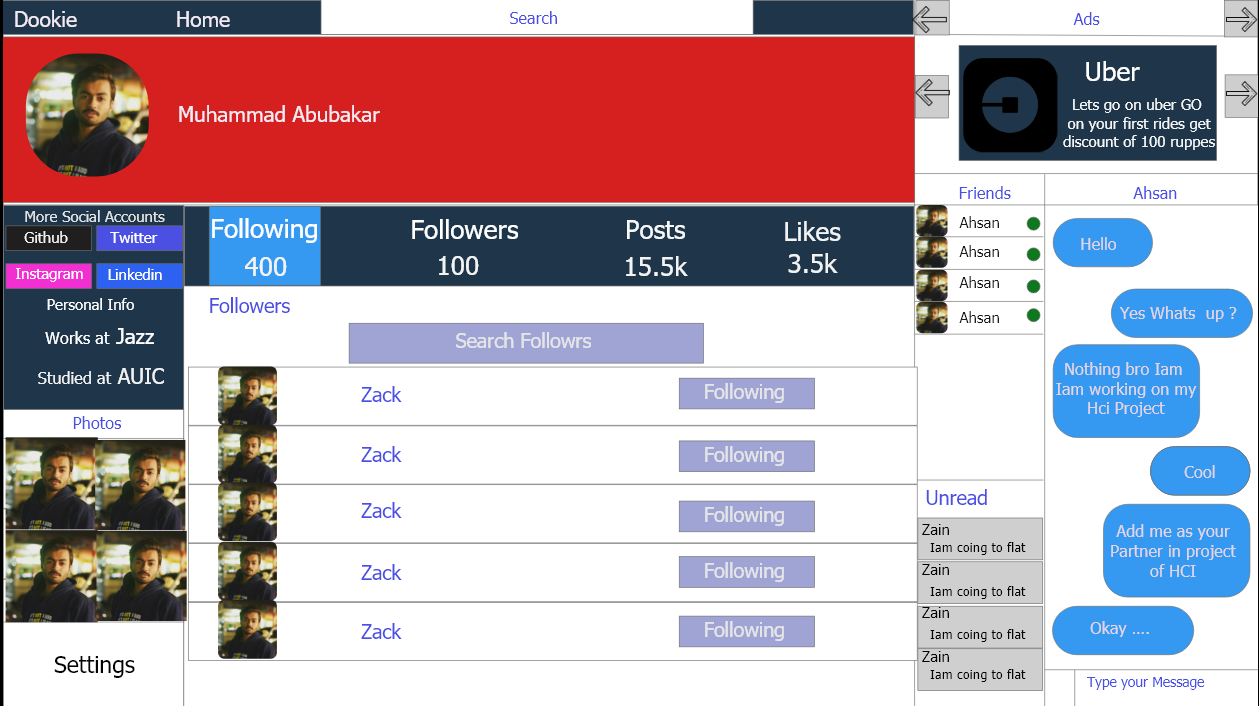 Dookie
Home
Search
Ads
Muhammad Abubakar
Uber
Lets go on uber GO
on your first rides get
discount of 100 ruppes
More Social Accounts
Github
Twitter
Instagram
Linkedin
Personal Info
Works at Jazz
Studied at AUIC
Photos
Settings
Following
400
Followers
100
Posts
15.5k
Likes
3.5k
Followers
Search Followrs
Zack
Following
Zack
Following
Zack
Following
Zack
Following
Zack
Following
Friends
Ahsan
Ahsan
Ahsan
Ahsan
Unread
Zain
Iam coing to flat
Zain
Iam coing to flat
Zain
Iam coing to flat
Zain
Iam coing to flat
Ahsan
Hello
Yes Whats up ?
Nothing bro Iam
Iam working on my
Hci Project
Cool
Add me as your
Partner in project
of HCI
Okay ....
Type your Message